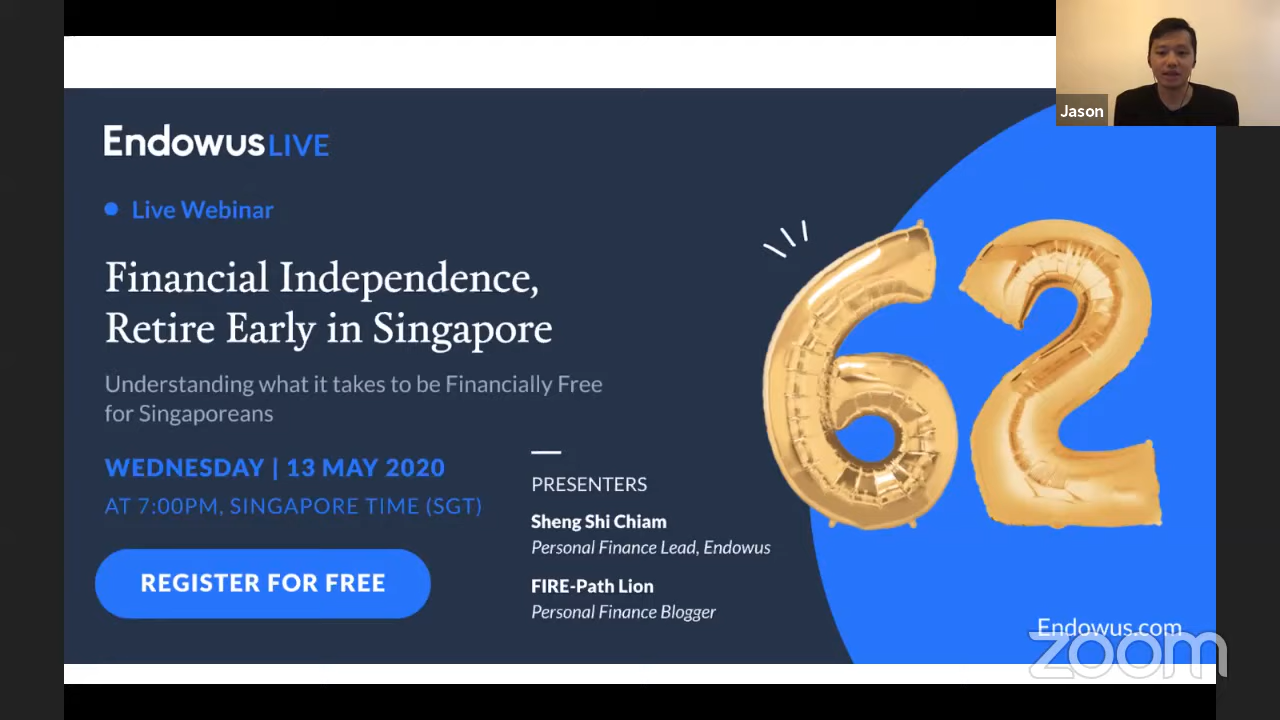 Jason
Endowus LIVE
Live Webinar
Financial Independence,
Retire Early in Singapore
Understanding what it takes to be Financially Free
for Singaporeans
WEDNESDAY | 13 MAY 2020
AT 7:00PM, SINGAPORE TIME (SGT)
REGISTER FOR FREE
PRESENTERS
Sheng Shi Chiam
Personal Finance Lead, Endowus
FIRE-Path Lion
Personal Finance Blogger
62
Endowus.com
zoom